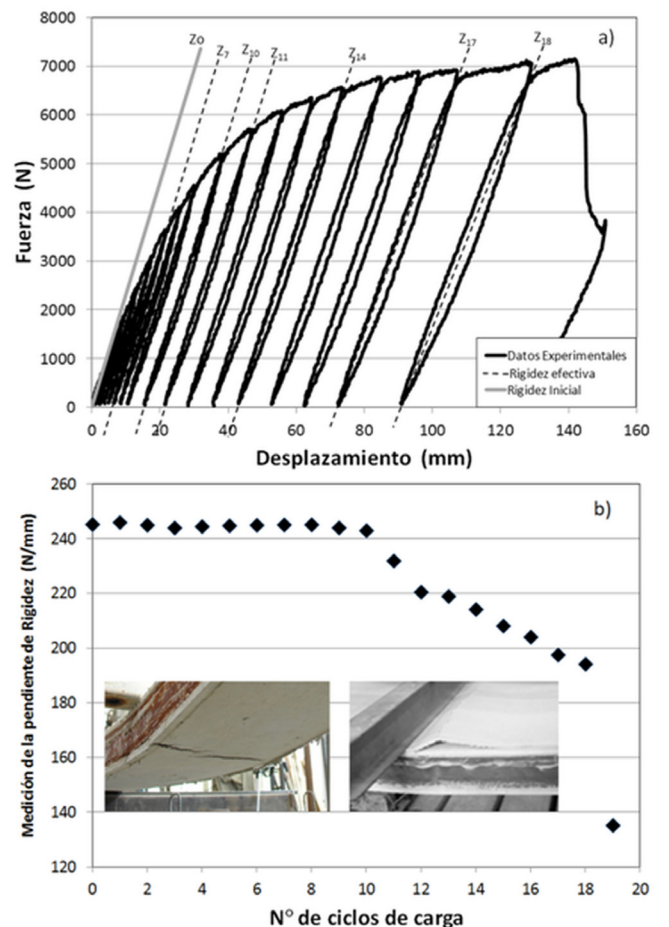 8000
7000
6000
5000
4000
3000
2000
1000
0
Fuerza (N)
Zo
Z7
Z10
Z11
Z14
Z17
Z18
a)
Datos Experimentales
Rigidez efectiva
Rigidez Inicial
0 20 40 60 80 100 120 140 160
Desplazamiento (mm)
260
240
220
200
180
160
140
120
Medición de la pendiente de Rigidez (N/mm)
b)
0 2 4 6 8 10 12 14 16 18 20
N° de ciclos de carga